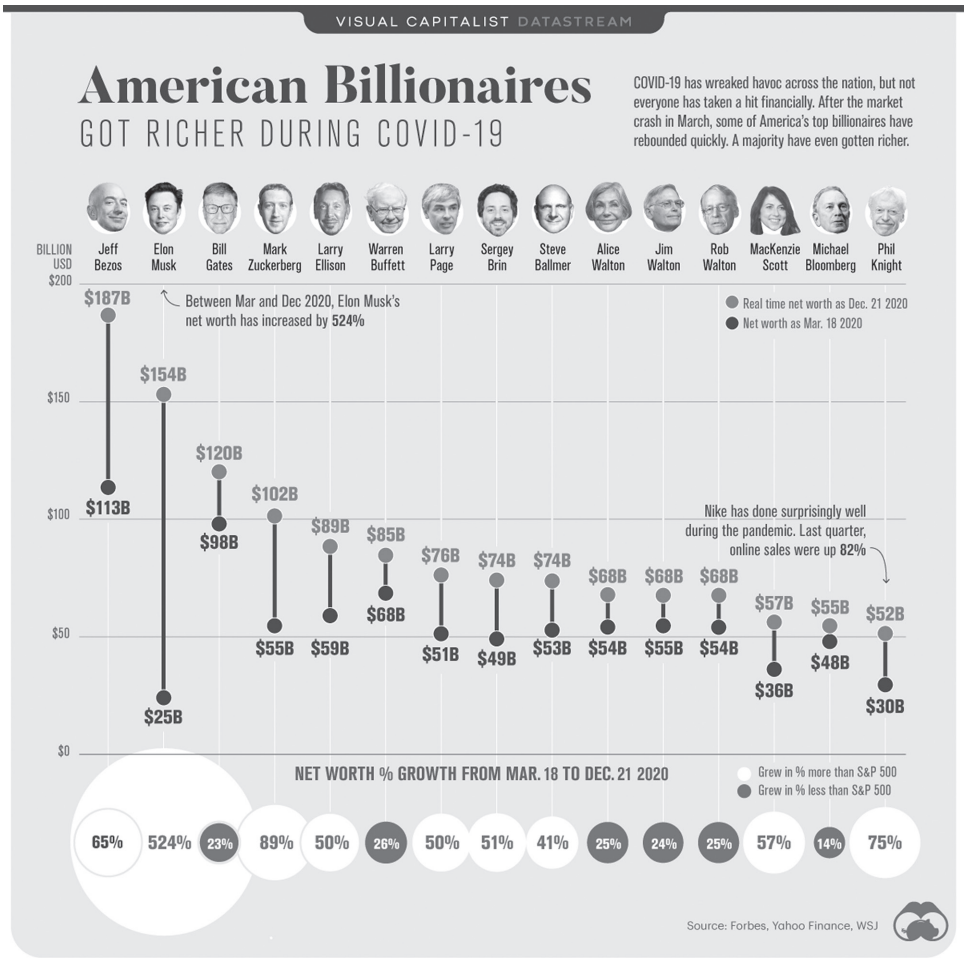 VISUAL CAPITALIST DATASTREAM
American Billionaires
GOT RICHER DURING COVID-19
COVID-19 has wreaked havoc across the nation, but not
everyone has taken a hit financially. After the market
crash in March, some of America's top billionaires have
rebounded quickly. A majority have even gotten richer.
BILLION
USD
Jeff
Bezos
Elon
Musk
Bill
Gates
Mark
Zuckerberg
Larry
Ellison
Warren
Buffett
Larry
Page
Sergey
Brin
Steve
Ballmer
Alice
Walton
Jim
Walton
Rob
Walton
MacKenzie
Scott
Michael
Bloomberg
Phil
Knight
$200
$150
$100
$50
$0
Between Mar and Dec 2020, Elon Musk's
net worth has increased by 524%
Real time net worth as Dec. 21 2020
Net worth as Mar. 18 2020
$187B
$113B
$154B
$25B
$120B
$98B
$102B
$55B
$89B
$59B
$85B
$68B
$76B
$51B
$74B
$49B
$74B
$53B
$68B
$54B
$68B
$55B
$68B
$54B
$57B
$36B
$55B
$48B
$52B
$30B
Nike has done surprisingly well
during the pandemic. Last quarter,
online sales were up 82%
NET WORTH % GROWTH FROM MAR. 18 TO DEC. 21 2020
Grew in % more than S&P 500
Grew in % less than S&P 500
65% 524% 23% 89% 50% 26% 50% 51% 41% 25% 24% 25% 57% 14% 75%
Source: Forbes, Yahoo Finance, WSJ